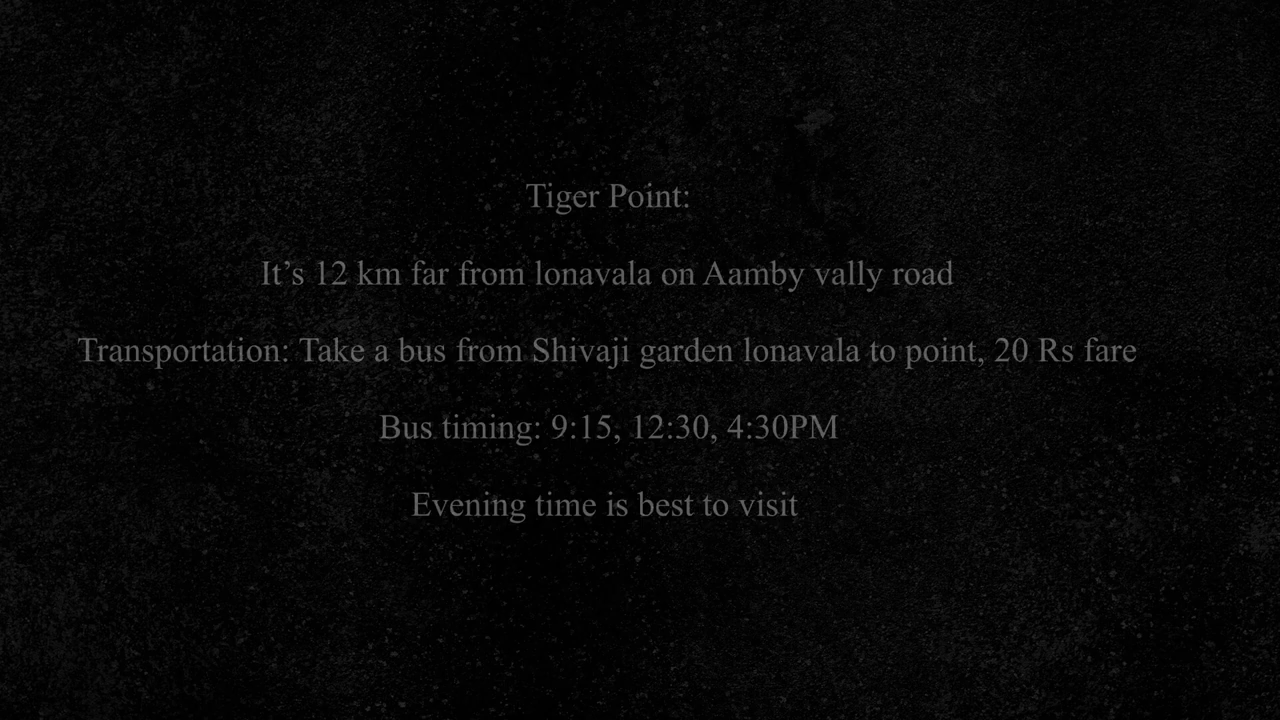 Tiger Point:
It’s 12 km far from lonavala on Aamby vally road
Transportation: Take a bus from Shivaji garden lonavala to point, 20 Rs fare
Bus timing: 9:15, 12:30, 4:30PM
Evening time is best to visit